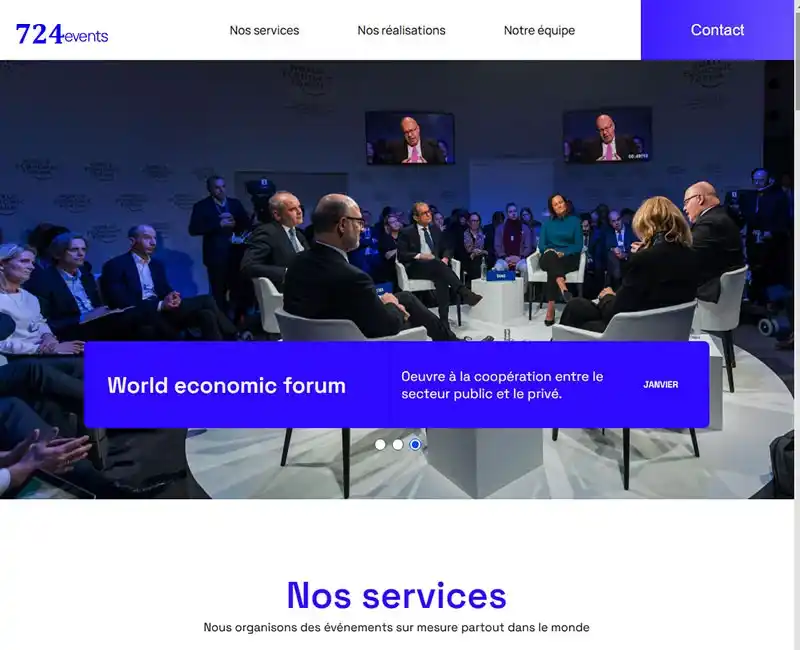 724events
Nos services
Nos réalisations
Notre équipe
Contact
World economic forum
Oeuvre à la coopération entre le
secteur public et le privé.
JANVIER
Nos services
Nous organisons des événements sur mesure partout dans le monde